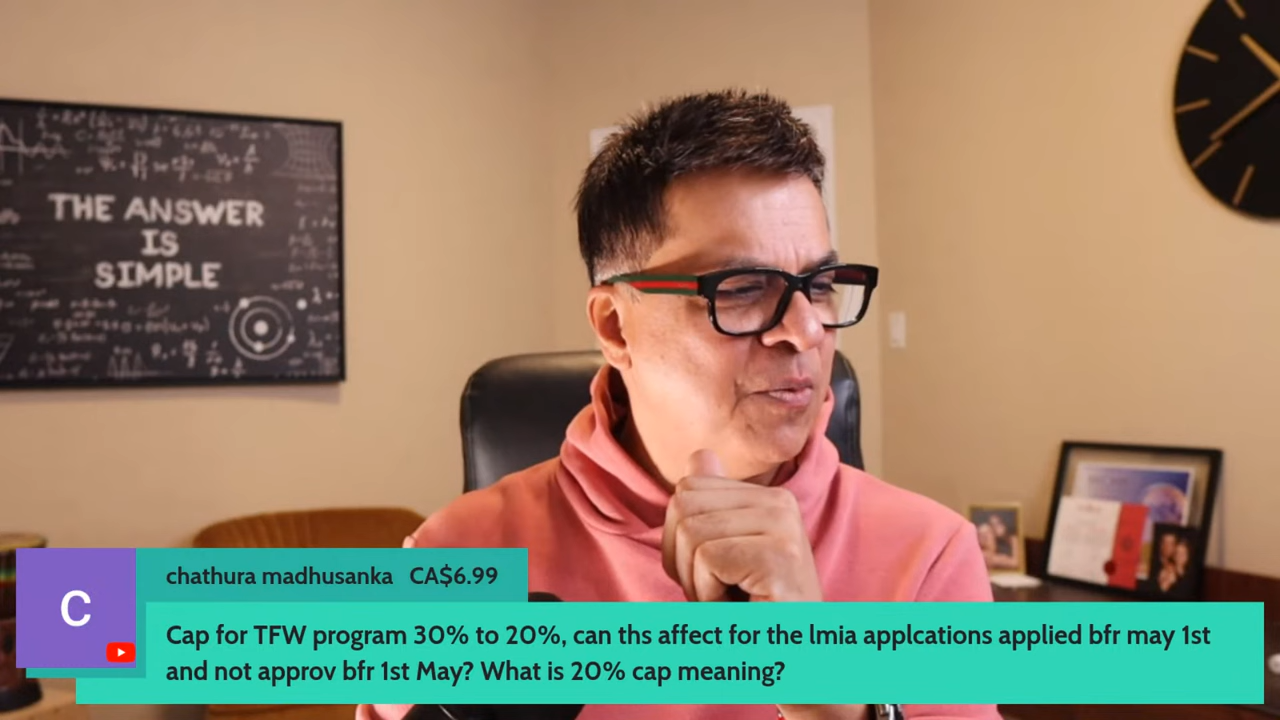 THE ANSWER
IS
SIMPLE
C
chathura madhusanka CA$6.99
Cap for TFW program 30% to 20%, can ths affect for the lmia applcations applied bfr may 1st
and not approv bfr 1st May? What is 20% cap meaning?